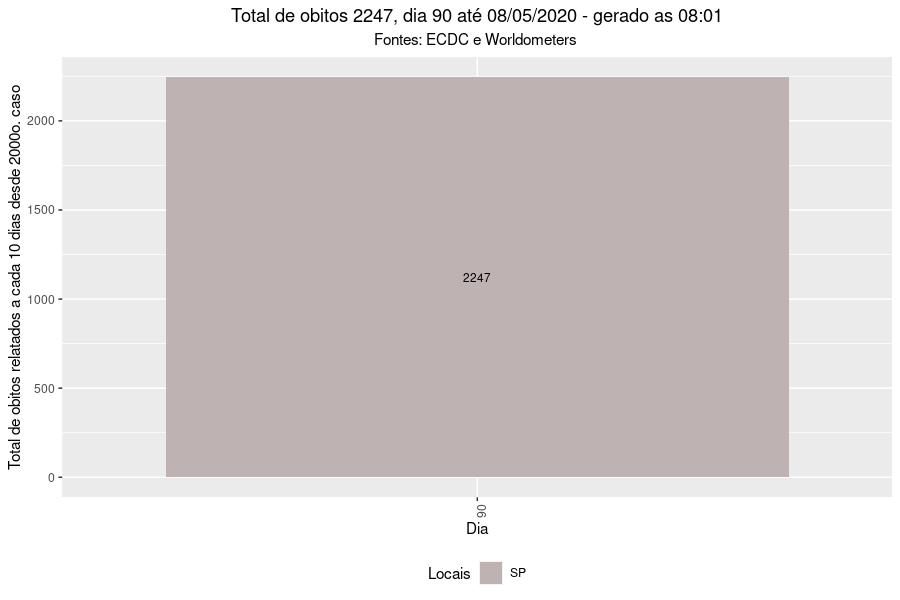 Total de obitos 2247, dia 90 até 08/05/2020 - gerado as 08:01
Fontes: ECDC e Worldometers
Total de obitos relatados a cada 10 dias desde 2000o. caso
2000
1500
1000
500
0
2247
90
Dia
Locais SP